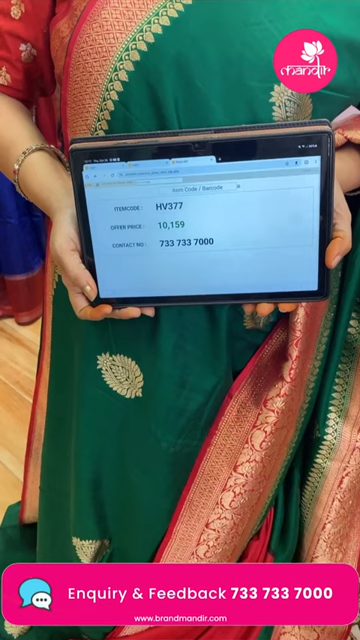 mandir
Item Code / Barcode
ITEMCODE : HV377
OFFER PRICE : 10,159
CONTACT NO : 733 733 7000
Enquiry & Feedback 733 733 7000
www.brandmandir.com